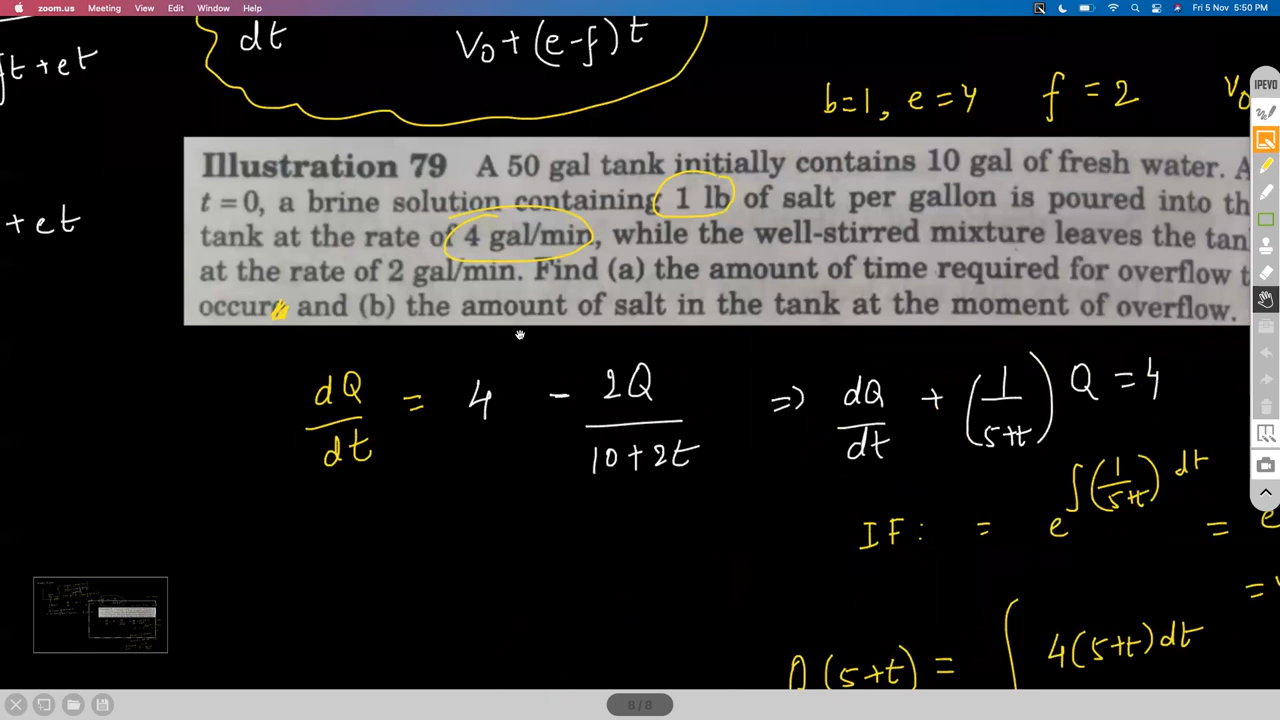 zoom.us Meeting View Edit Window Help Fri 5 Nov 5:50 PM
ft + et
dt
V0 + (e-f) t
b=1, e=4 f = 2 V0
IPEVO
Illustration 79 A 50 gal tank initially contains 10 gal of fresh water. A
t = 0, a brine solution containing 1 lb of salt per gallon is poured into th
tank at the rate of 4 gal/min, while the well-stirred mixture leaves the tan
at the rate of 2 gal/min. Find (a) the amount of time required for overflow t
occur and (b) the amount of salt in the tank at the moment of overflow.
+ et
dQ/dt = 4 - 2Q/(10+2t) => dQ/dt + (1/(5+t)) Q = 4
IF: = e^∫(1/(5+t)) dt = e
=
Q (5+t) = ∫ 4(5+t) dt
8 / 8